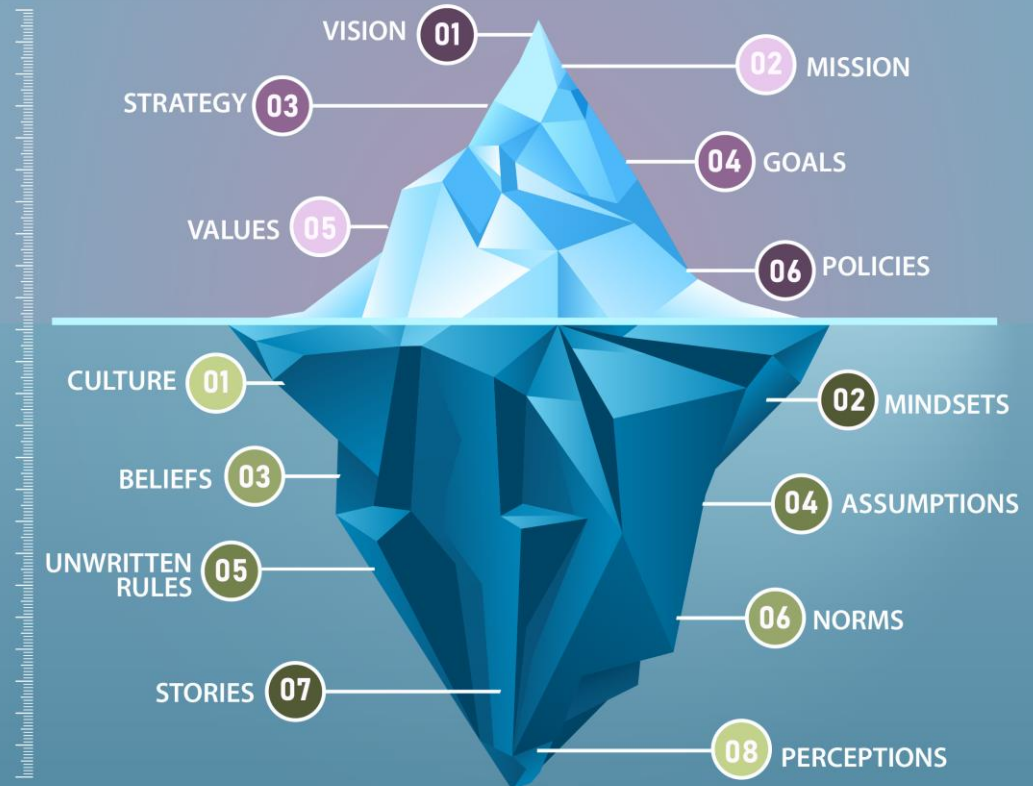 VISION 01
02 MISSION
STRATEGY 03
04 GOALS
VALUES 05
06 POLICIES
CULTURE 01
02 MINDSETS
BELIEFS 03
04 ASSUMPTIONS
UNWRITTEN
RULES 05
06 NORMS
STORIES 07
08 PERCEPTIONS